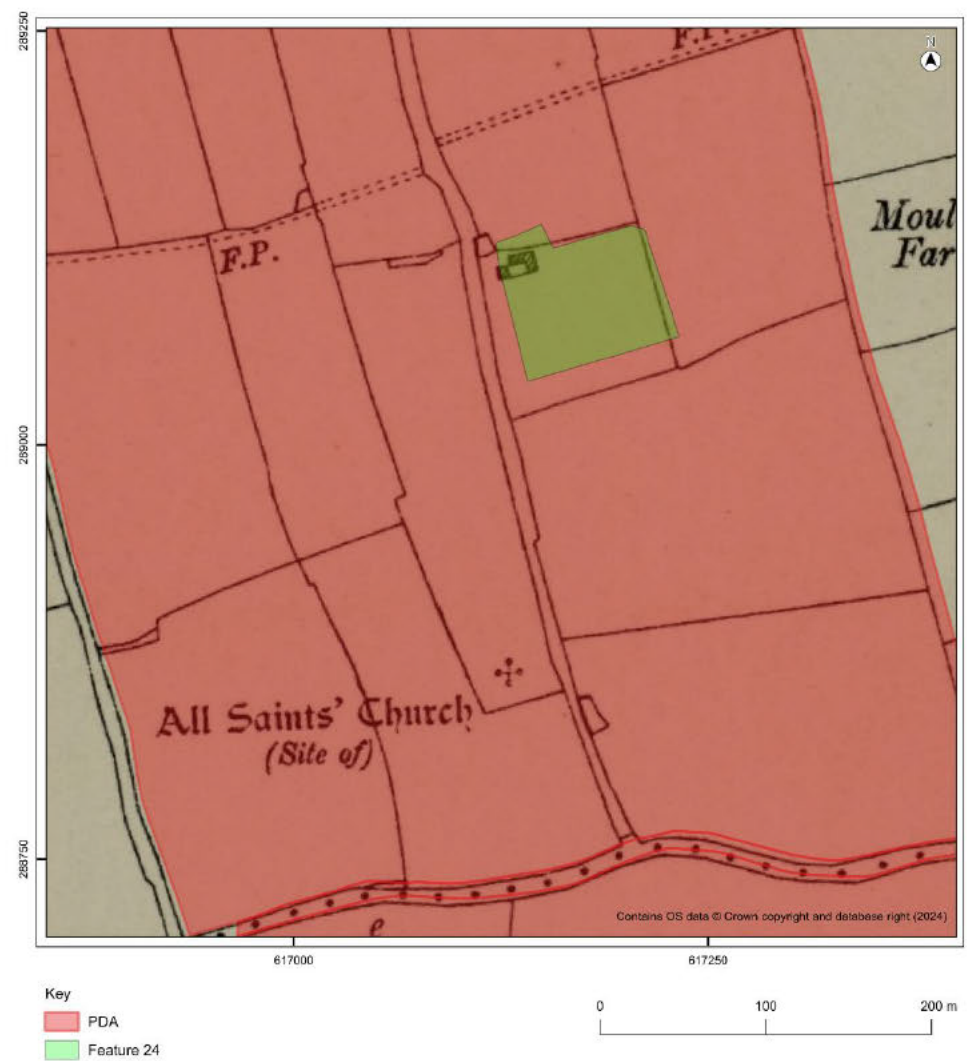 289250
289000
288750
F.P.
N
F.P.
Moul
Far
All Saints' Church
(Site of)
e
Contains OS data © Crown copyright and database right (2024)
617000
617250
Key
PDA
Feature 24
0 100 200 m